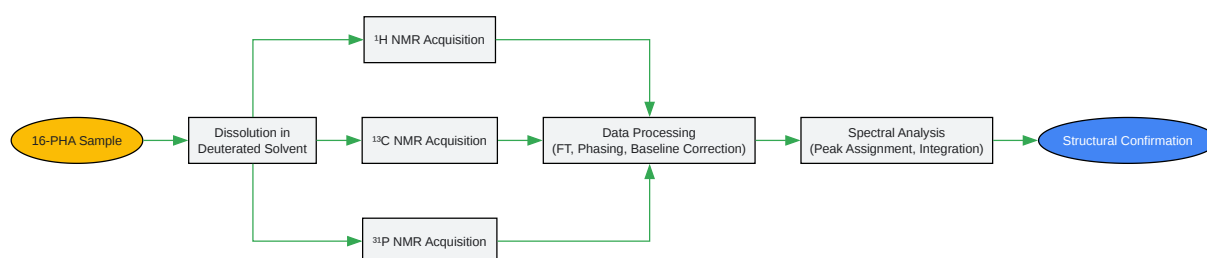 ¹H NMR Acquisition
16-PHA Sample
Dissolution in
Deuterated Solvent
¹³C NMR Acquisition
Data Processing
(FT, Phasing, Baseline Correction)
Spectral Analysis
(Peak Assignment, Integration)
Structural Confirmation
³¹P NMR Acquisition